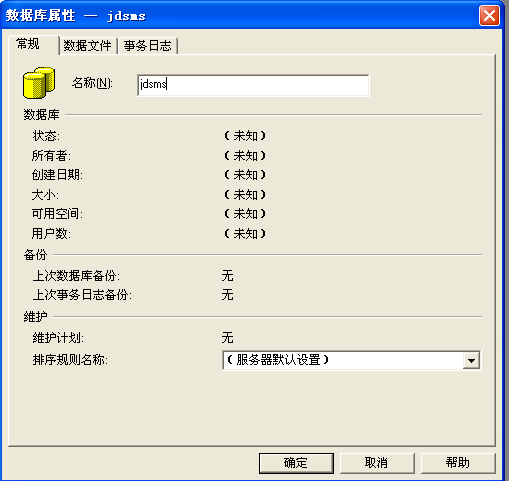 数据库属性 — jdsms
常规 数据文件 事务日志
名称(N): jdsms
数据库
状态: （未知）
所有者: （未知）
创建日期: （未知）
大小: （未知）
可用空间: （未知）
用户数: （未知）
备份
上次数据库备份: 无
上次事务日志备份: 无
维护
维护计划: 无
排序规则名称: （服务器默认设置）
确定 取消 帮助